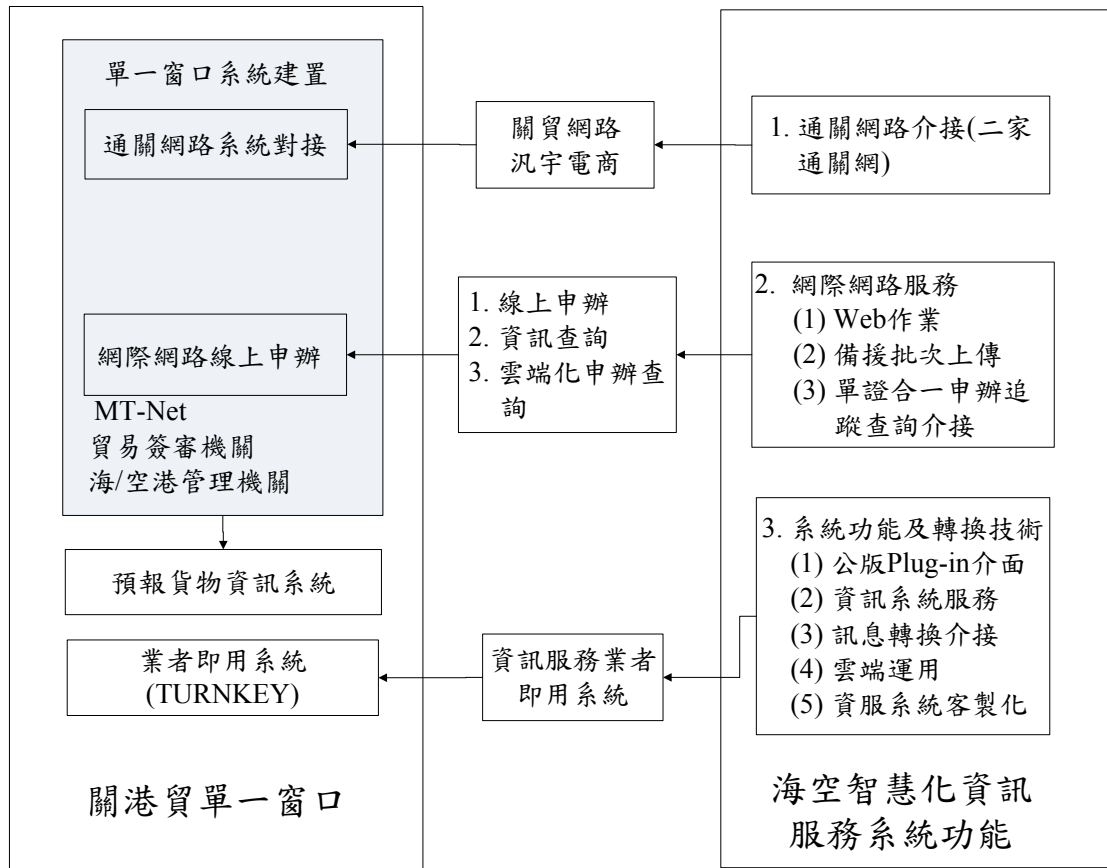 單一窗口系統建置
通關網路系統對接
網際網路線上申辦
MT-Net
貿易簽審機關
海/空港管理機關
預報貨物資訊系統
業者即用系統
(TURNKEY)
關港貿單一窗口
關貿網路
汎宇電商
1. 線上申辦
2. 資訊查詢
3. 雲端化申辦查
詢
資訊服務業者
即用系統
1. 通關網路介接(二家
通關網)
2. 網際網路服務
(1) Web作業
(2) 備援批次上傳
(3) 單證合一申辦追
蹤查詢介接
3. 系統功能及轉換技術
(1) 公版Plug-in介面
(2) 資訊系統服務
(3) 訊息轉換介接
(4) 雲端運用
(5) 資服系統客製化
海空智慧化資訊
服務系統功能